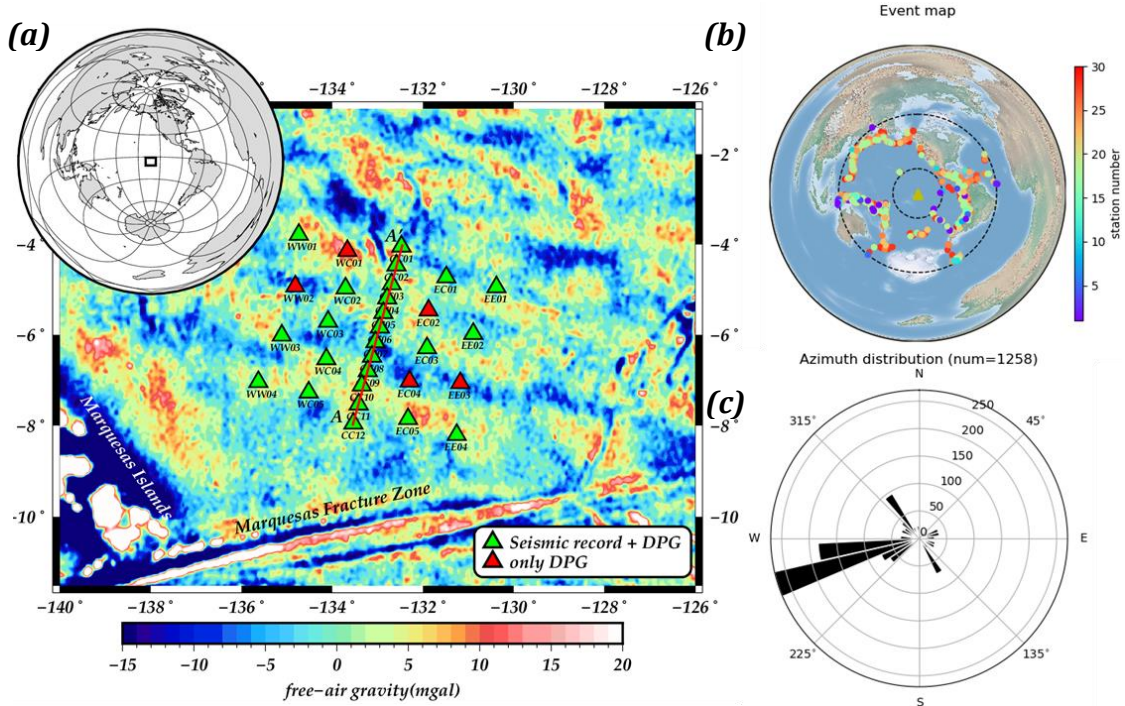 (a)
−136˚ −134˚ −132˚ −130˚ −128˚ −126˚
−2˚
−4˚ −4˚
−6˚ −6˚
−8˚ −8˚
−10˚ −10˚
−140˚ −138˚ −136˚ −134˚ −132˚ −130˚ −128˚ −126˚
A'
WW01
WC01
WW02
WC02
WW03
WC03
WC04
WW04
WC05
CC12
A
EC01
EE01
EC02
EE02
EC03
EC04
EE03
EC05
EE04
Marquesas Islands
Marquesas Fracture Zone
Seismic record + DPG
only DPG
−15 −10 −5 0 5 10 15 20
free−air gravity(mgal)
(b)
Event map
30
25
20
15
10
5
station number
(c)
Azimuth distribution (num=1258)
N
45°
E
135°
S
225°
W
315°
0
50
100
150
200
250